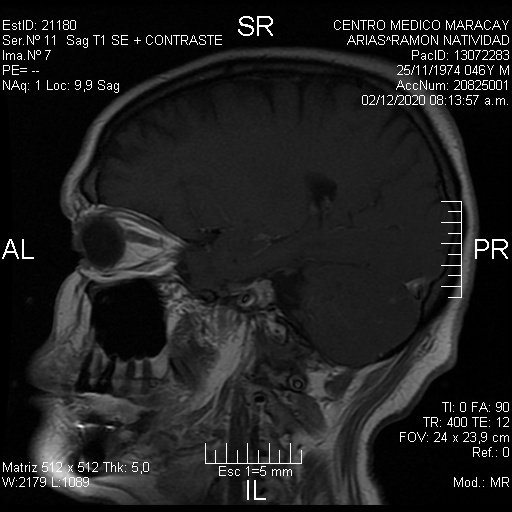 EstID: 21180
Ser.Nº 11 Sag T1 SE + CONTRASTE
Ima.Nº 7
PE= --
NAq: 1 Loc: 9,9 Sag
SR
CENTRO MEDICO MARACAY
ARIAS^RAMON NATIVIDAD
PacID: 13072283
25/11/1974 046Y M
AccNum: 20825001
02/12/2020 08:13:57 a.m.
AL
PR
TI: 0 FA: 90
TR: 400 TE: 12
FOV: 24 x 23,9 cm
Ref.: 0
Matriz 512 x 512 Thk: 5,0
W:2179 L:1089
Esc 1=5 mm
IL
Mod.: MR